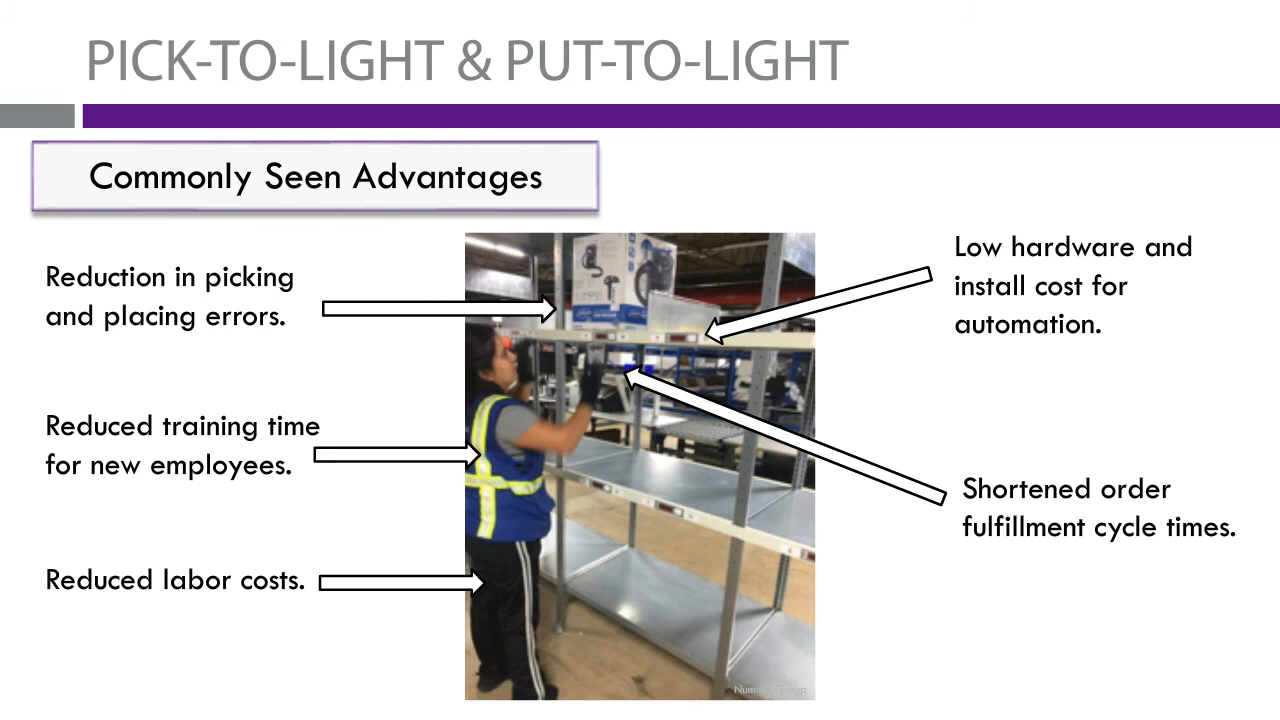 PICK-TO-LIGHT & PUT-TO-LIGHT
Commonly Seen Advantages
Reduction in picking
and placing errors.
Reduced training time
for new employees.
Reduced labor costs.
Low hardware and
install cost for
automation.
Shortened order
fulfillment cycle times.
Group